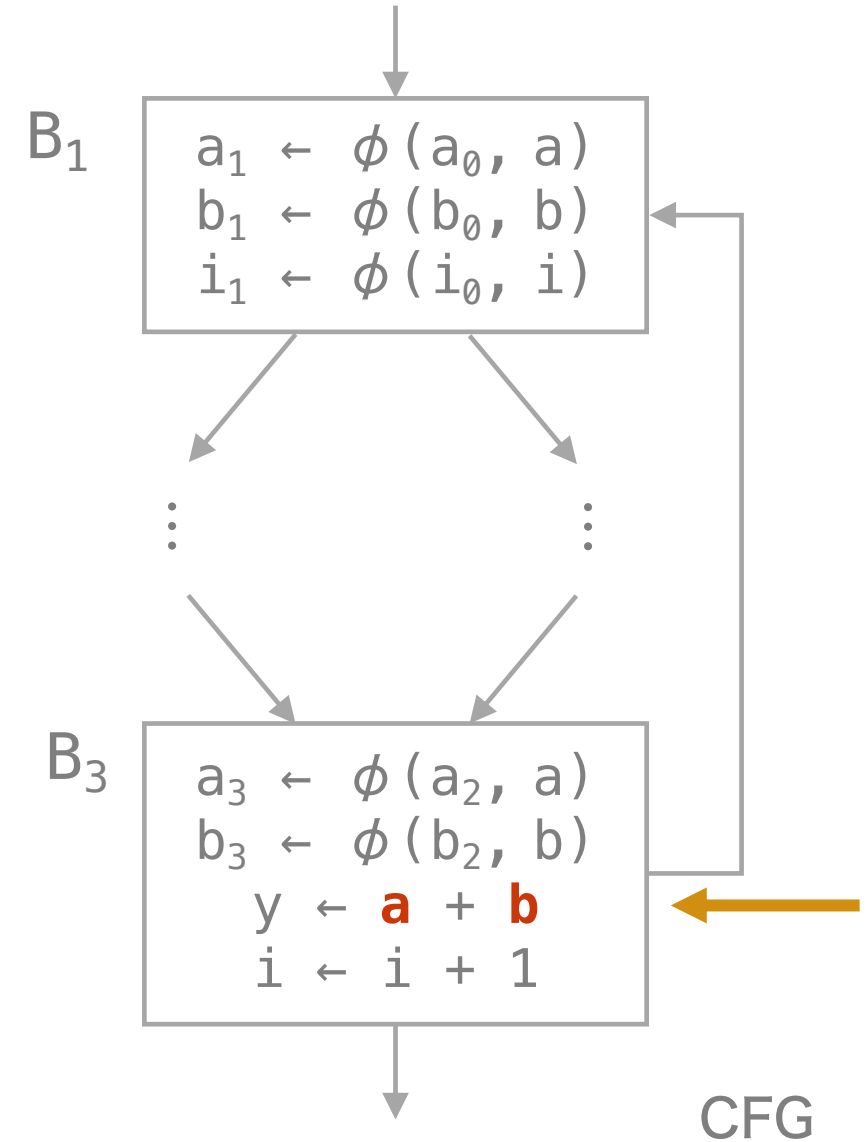 B₁
a₁ ← ϕ(a₀, a)
b₁ ← ϕ(b₀, b)
i₁ ← ϕ(i₀, i)
⋮ ⋮
B₃
a₃ ← ϕ(a₂, a)
b₃ ← ϕ(b₂, b)
y ← a + b
i ← i + 1
CFG